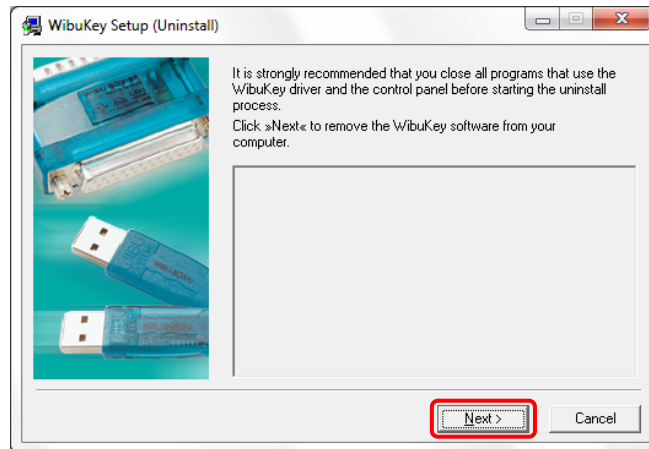 WibuKey Setup (Uninstall)
It is strongly recommended that you close all programs that use the
WibuKey driver and the control panel before starting the uninstall
process.
Click »Next« to remove the WibuKey software from your
computer.
Next >
Cancel